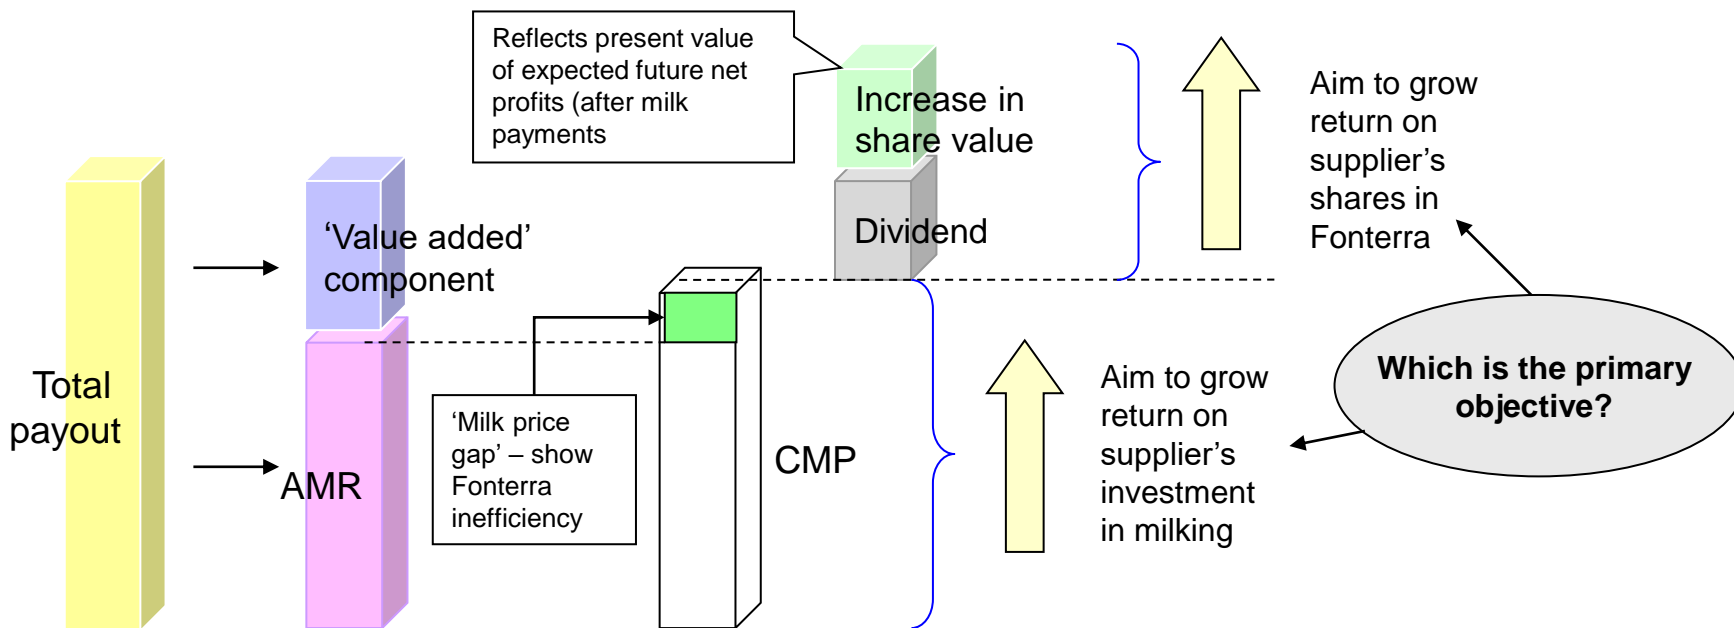 Reflects present value
of expected future net
profits (after milk
payments
Increase in
share value
Aim to grow
return on
supplier’s
shares in
Fonterra
‘Value added’
component
Dividend
Total
payout
AMR
‘Milk price
gap’ – show
Fonterra
inefficiency
CMP
Aim to grow
return on
supplier’s
investment
in milking
Which is the primary
objective?